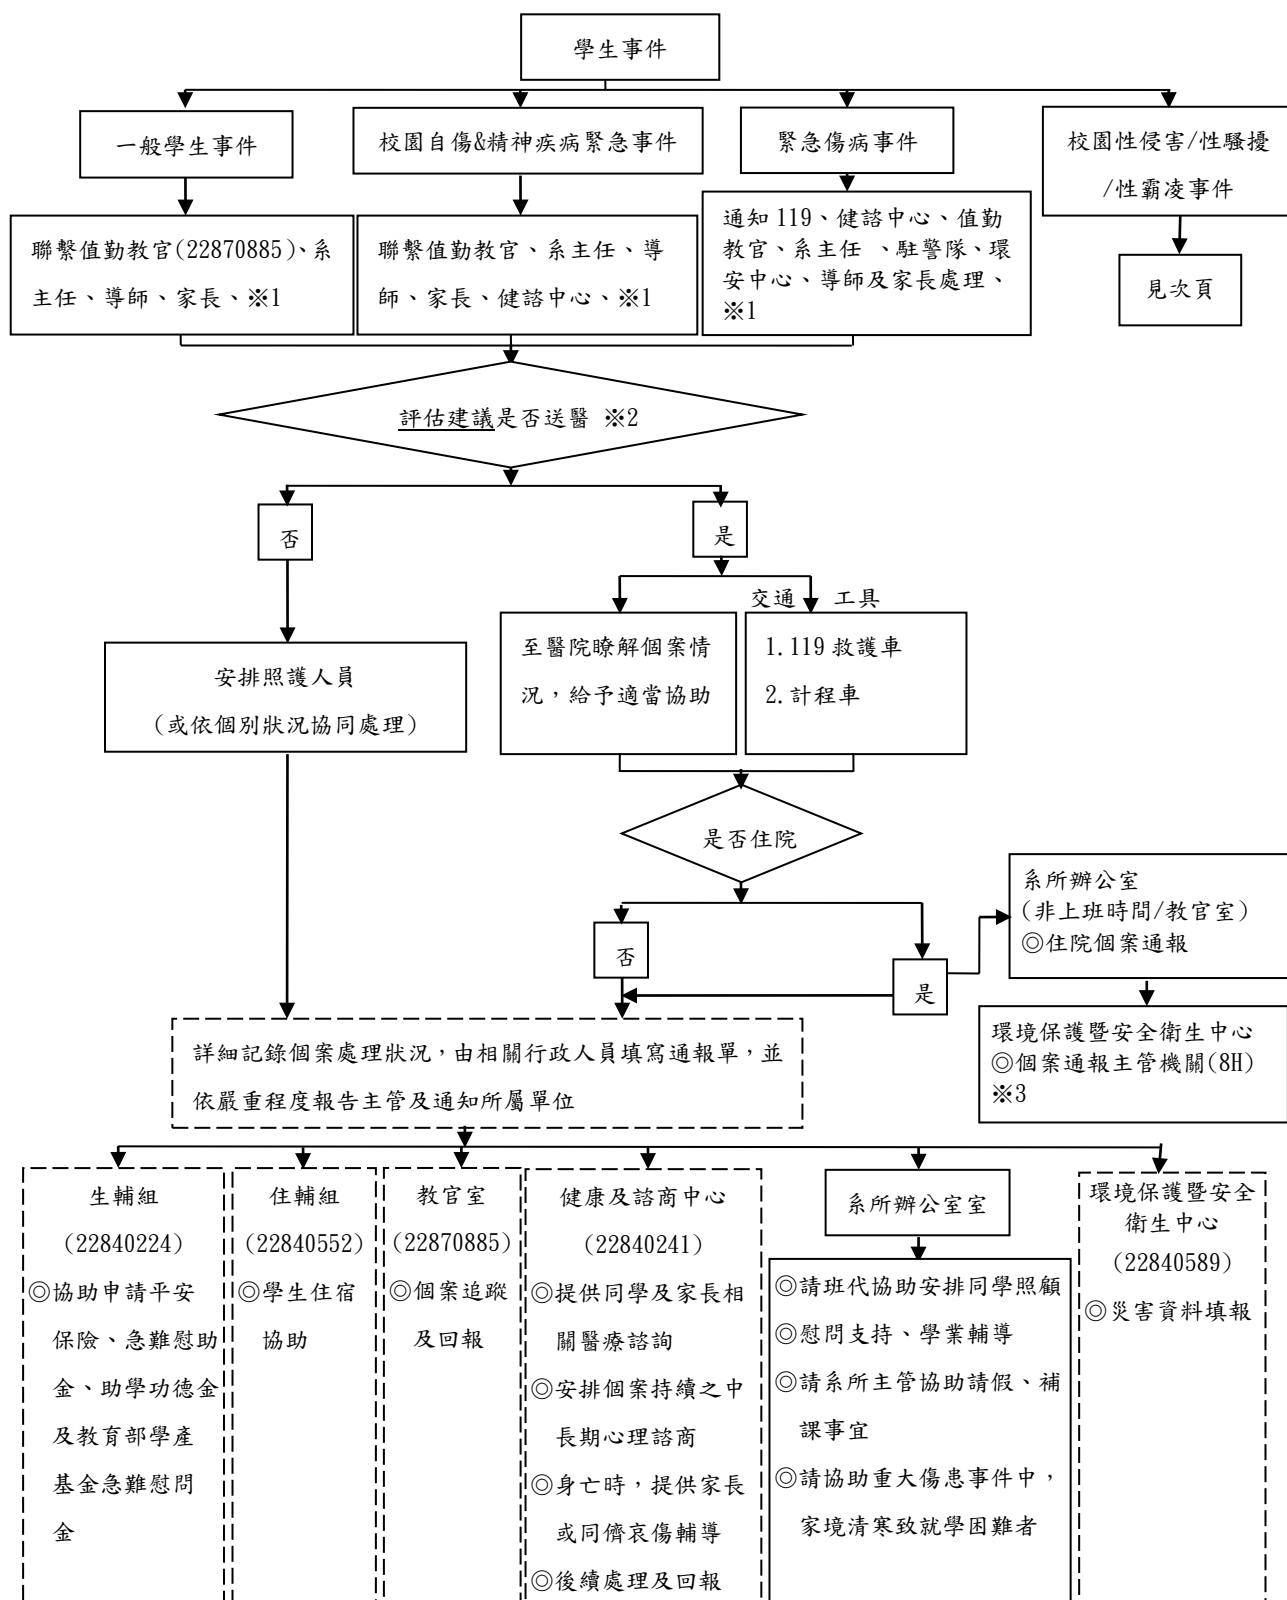 學生事件
一般學生事件
校園自傷&精神疾病緊急事件
緊急傷病事件
校園性侵害/性騷擾
/性霸凌事件
聯繫值勤教官(22870885)、系
主任、導師、家長、※1
聯繫值勤教官、系主任、導
師、家長、健諮中心、※1
通知 119、健諮中心、值勤
教官、系主任 、駐警隊、環
安中心、導師及家長處理、
※1
見次頁
評估建議是否送醫 ※2
否
是
交通 工具
安排照護人員
(或依個別狀況協同處理)
至醫院瞭解個案情
況，給予適當協助
1.119 救護車
2.計程車
是否住院
否
是
系所辦公室
(非上班時間/教官室)
◎住院個案通報
環境保護暨安全衛生中心
◎個案通報主管機關(8H)
※3
詳細記錄個案處理狀況，由相關行政人員填寫通報單，並
依嚴重程度報告主管及通知所屬單位
生輔組
(22840224)
◎協助申請平安
保險、急難慰助
金、助學功德金
及教育部學產
基金急難慰問
金
住輔組
(22840552)
◎學生住宿
協助
教官室
(22870885)
◎個案追蹤
及回報
健康及諮商中心
(22840241)
◎提供同學及家長相
關醫療諮詢
◎安排個案持續之中
長期心理諮商
◎身亡時，提供家長
或同儕哀傷輔導
◎後續處理及回報
系所辦公室室
◎請班代協助安排同學照顧
◎慰問支持、學業輔導
◎請系所主管協助請假、補
課事宜
◎請協助重大傷患事件中，
家境清寒致就學困難者
環境保護暨安全
衛生中心
(22840589)
◎災害資料填報